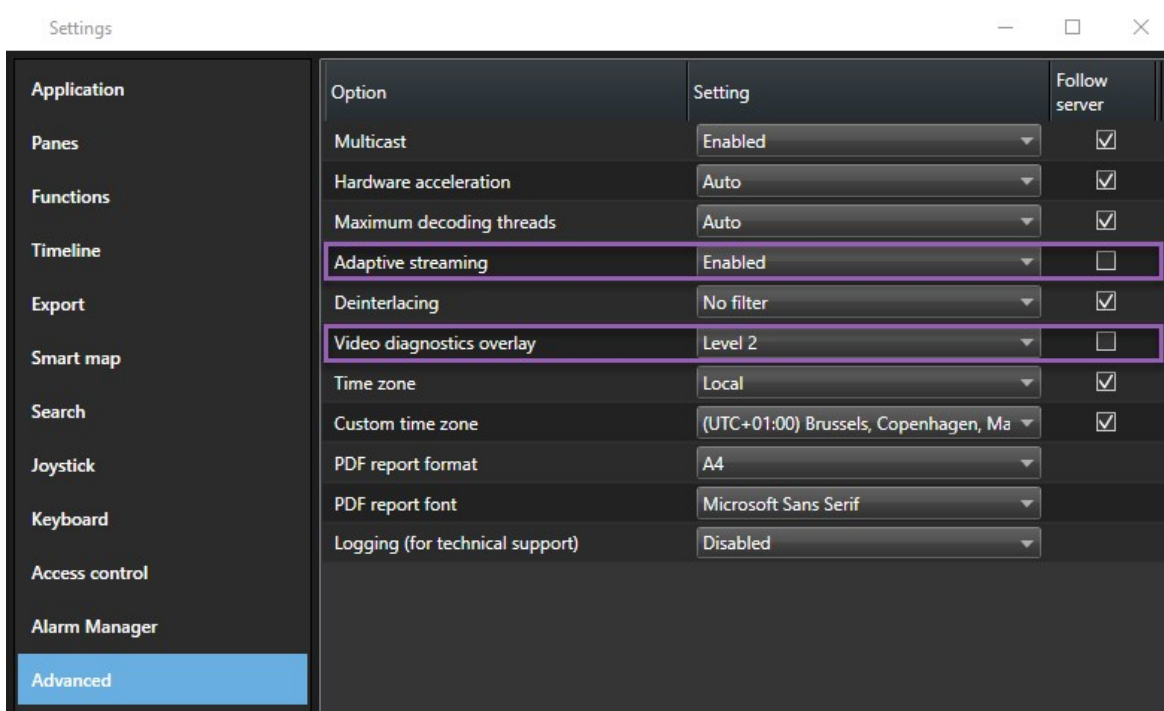 Settings
Application
Panes
Functions
Timeline
Export
Smart map
Search
Joystick
Keyboard
Access control
Alarm Manager
Advanced
Option Setting Follow server
Multicast Enabled
Hardware acceleration Auto
Maximum decoding threads Auto
Adaptive streaming Enabled
Deinterlacing No filter
Video diagnostics overlay Level 2
Time zone Local
Custom time zone (UTC+01:00) Brussels, Copenhagen, Ma
PDF report format A4
PDF report font Microsoft Sans Serif
Logging (for technical support) Disabled